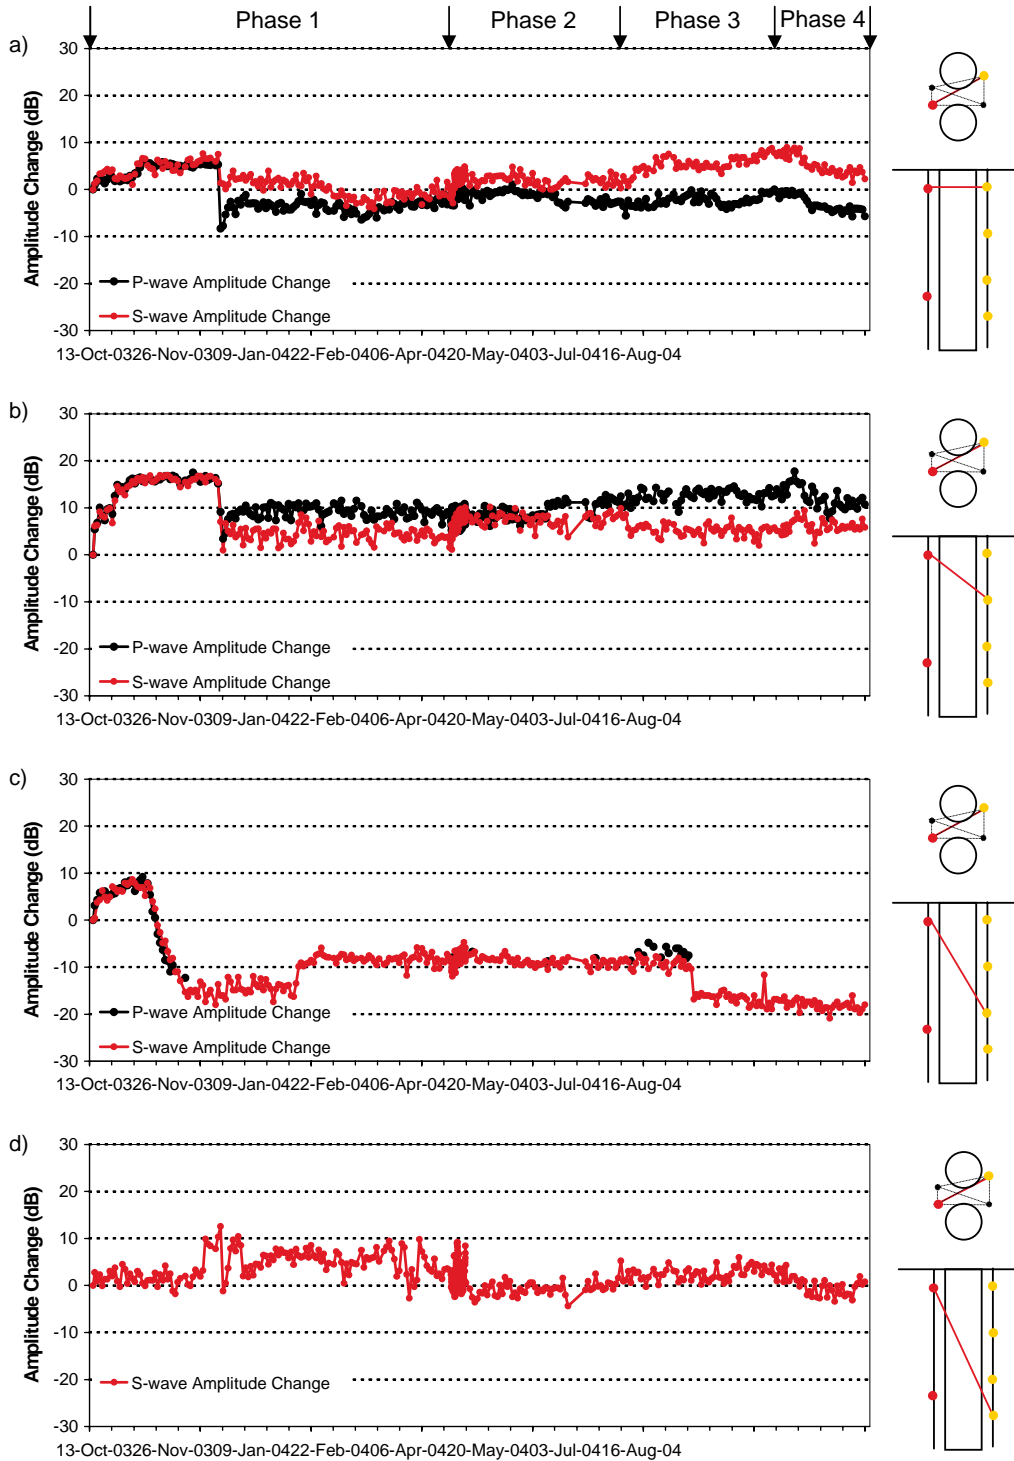 Phase 1 Phase 2 Phase 3 Phase 4
a)
30
20
10
0
-10
-20
-30
Amplitude Change (dB)
P-wave Amplitude Change
S-wave Amplitude Change
13-Oct-0326-Nov-0309-Jan-0422-Feb-0406-Apr-0420-May-0403-Jul-0416-Aug-04
b)
30
20
10
0
-10
-20
-30
Amplitude Change (dB)
P-wave Amplitude Change
S-wave Amplitude Change
13-Oct-0326-Nov-0309-Jan-0422-Feb-0406-Apr-0420-May-0403-Jul-0416-Aug-04
c)
30
20
10
0
-10
-20
-30
Amplitude Change (dB)
P-wave Amplitude Change
S-wave Amplitude Change
13-Oct-0326-Nov-0309-Jan-0422-Feb-0406-Apr-0420-May-0403-Jul-0416-Aug-04
d)
30
20
10
0
-10
-20
-30
Amplitude Change (dB)
S-wave Amplitude Change
13-Oct-0326-Nov-0309-Jan-0422-Feb-0406-Apr-0420-May-0403-Jul-0416-Aug-04